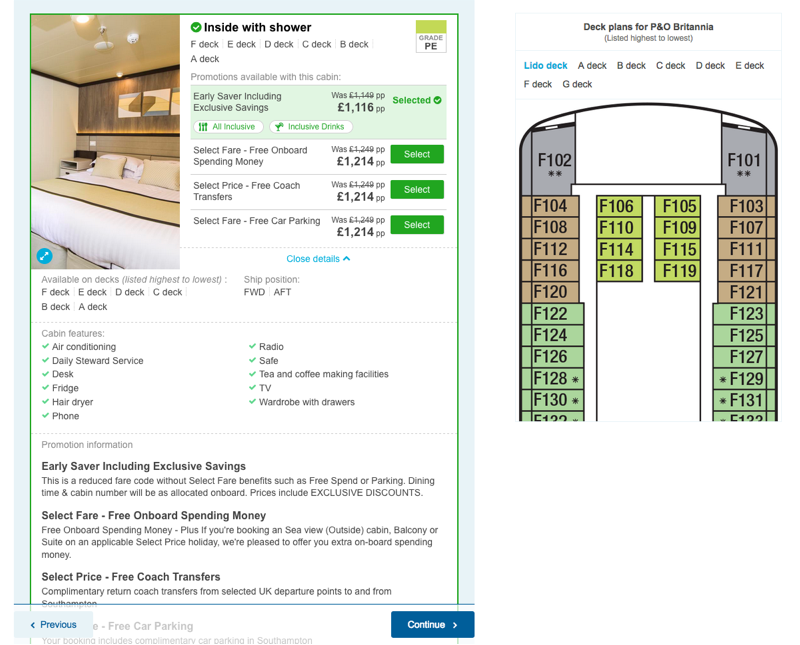 Inside with shower
F deck E deck D deck C deck B deck
A deck
GRADE
PE
Promotions available with this cabin:
Early Saver Including
Exclusive Savings
Was £1,149 pp
£1,116 pp
Selected
All Inclusive
Inclusive Drinks
Select Fare - Free Onboard
Spending Money
Was £1,249 pp
£1,214 pp
Select
Select Price - Free Coach
Transfers
Was £1,249 pp
£1,214 pp
Select
Select Fare - Free Car Parking
Was £1,249 pp
£1,214 pp
Select
Close details
Available on decks (listed highest to lowest) :
F deck E deck D deck C deck
B deck A deck
Ship position:
FWD AFT
Cabin features:
Air conditioning
Daily Steward Service
Desk
Fridge
Hair dryer
Phone
Radio
Safe
Tea and coffee making facilities
TV
Wardrobe with drawers
Promotion information
Early Saver Including Exclusive Savings
This is a reduced fare code without Select Fare benefits such as Free Spend or Parking. Dining
time & cabin number will be as allocated onboard. Prices include EXCLUSIVE DISCOUNTS.
Select Fare - Free Onboard Spending Money
Free Onboard Spending Money - Plus If you're booking an Sea view (Outside) cabin, Balcony or
Suite on an applicable Select Price holiday, we're pleased to offer you extra on-board spending
money.
Select Price - Free Coach Transfers
Complimentary return coach transfers from selected UK departure points to and from
Southampton
e - Free Car Parking
Your booking includes complimentary car parking in Southampton
Previous
Continue
Deck plans for P&O Britannia
(Listed highest to lowest)
Lido deck A deck B deck C deck D deck E deck
F deck G deck
F102 ** F101 **
F104 F106 F105 F103
F108 F110 F109 F107
F112 F114 F115 F111
F116 F118 F119 F117
F120 F121
F122 F123
F124 F125
F126 F127
F128 * * F129
F130 * * F131
F132 F133